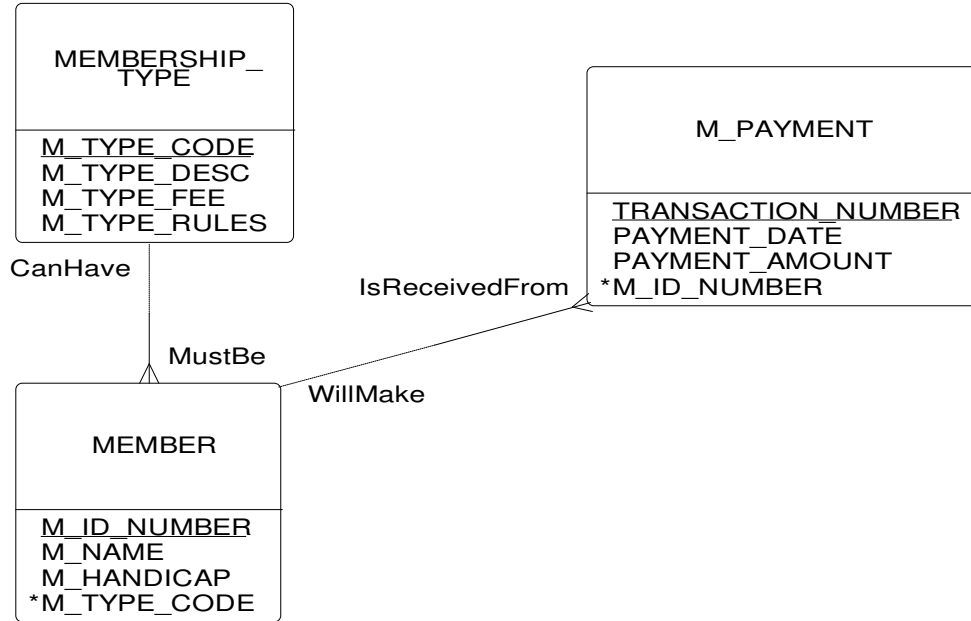 MEMBERSHIP_
TYPE
M_TYPE_CODE
M_TYPE_DESC
M_TYPE_FEE
M_TYPE_RULES
CanHave
MustBe
M_PAYMENT
TRANSACTION_NUMBER
PAYMENT_DATE
PAYMENT_AMOUNT
*M_ID_NUMBER
IsReceivedFrom
WillMake
MEMBER
M_ID_NUMBER
M_NAME
M_HANDICAP
*M_TYPE_CODE